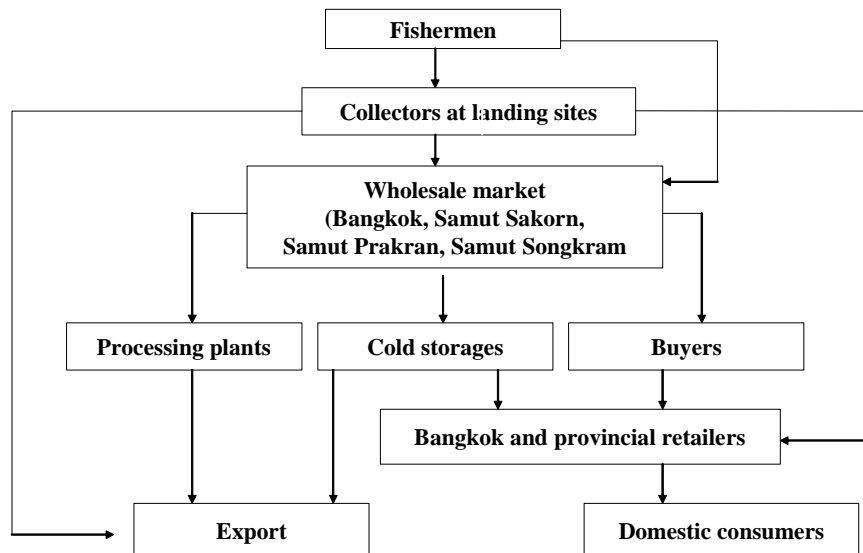 Fishermen
Collectors at landing sites
Wholesale market
(Bangkok, Samut Sakorn,
Samut Prakran, Samut Songkram
Processing plants
Cold storages
Buyers
Bangkok and provincial retailers
Export
Domestic consumers